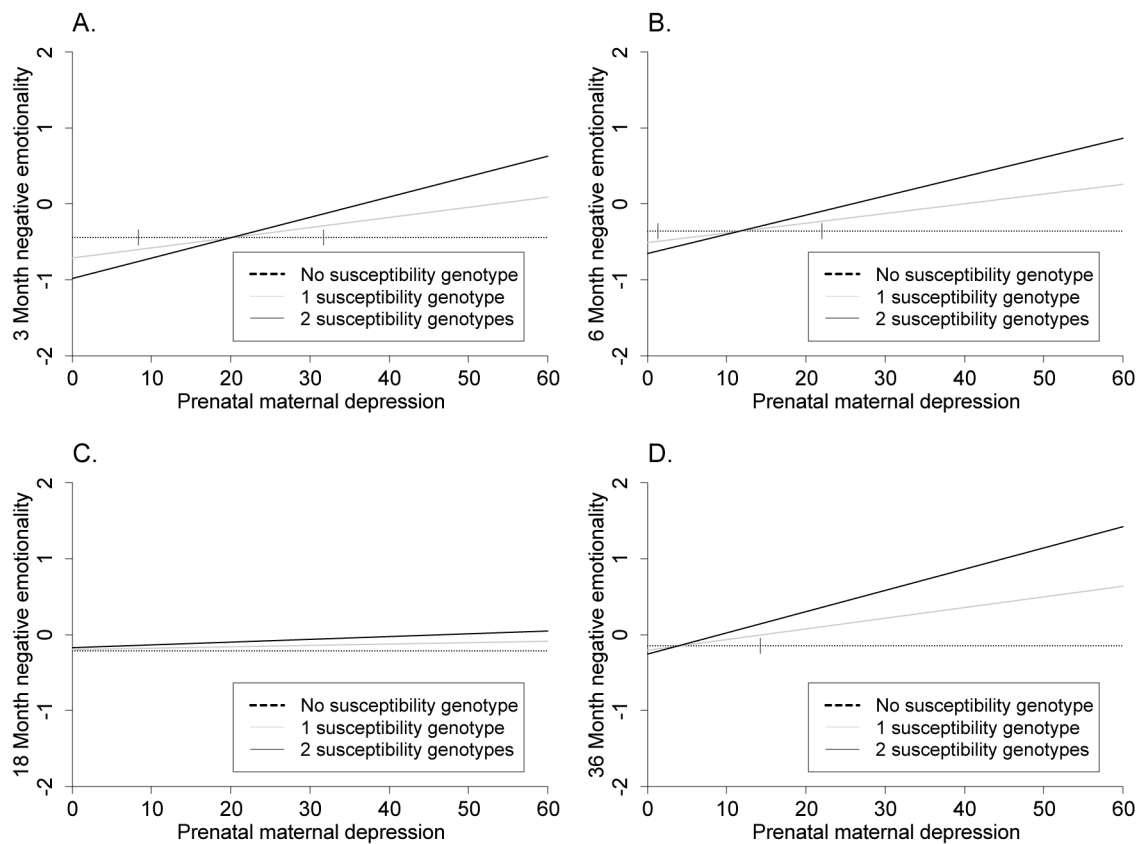 A.
3 Month negative emotionality
2
1
0
-1
-2
No susceptibility genotype
1 susceptibility genotype
2 susceptibility genotypes
0 10 20 30 40 50 60
Prenatal maternal depression
B.
6 Month negative emotionality
2
1
0
-1
-2
No susceptibility genotype
1 susceptibility genotype
2 susceptibility genotypes
0 10 20 30 40 50 60
Prenatal maternal depression
C.
18 Month negative emotionality
2
1
0
-1
-2
No susceptibility genotype
1 susceptibility genotype
2 susceptibility genotypes
0 10 20 30 40 50 60
Prenatal maternal depression
D.
36 Month negative emotionality
2
1
0
-1
-2
No susceptibility genotype
1 susceptibility genotype
2 susceptibility genotypes
0 10 20 30 40 50 60
Prenatal maternal depression